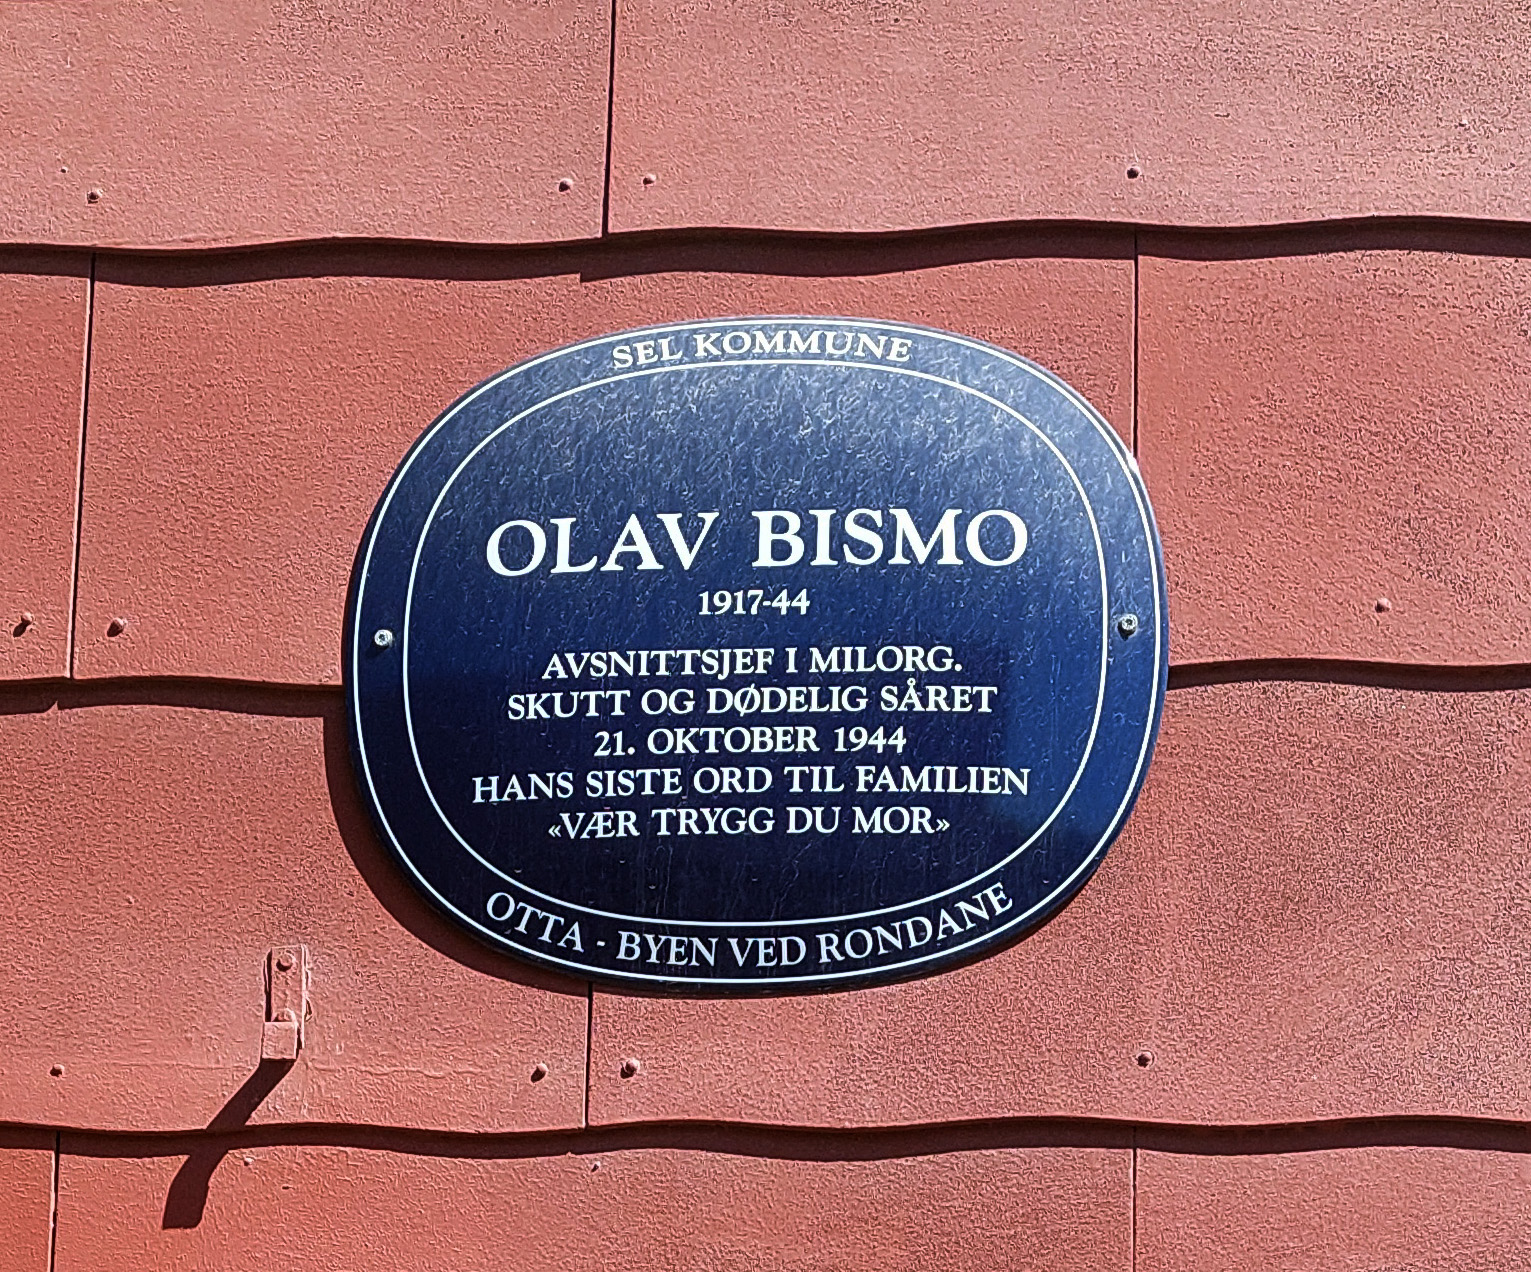 SEL KOMMUNE
OLAV BISMO
1917-44
AVSNITTSJEF I MILORG.
SKUTT OG DØDELIG SÅRET
21. OKTOBER 1944
HANS SISTE ORD TIL FAMILIEN
«VÆR TRYGG DU MOR»
OTTA - BYEN VED RONDANE